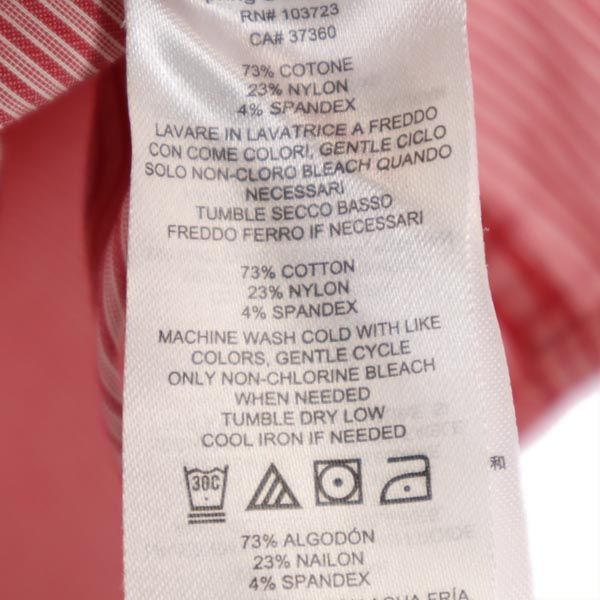 RN# 103723
CA# 37360
73% COTONE
23% NYLON
4% SPANDEX
LAVARE IN LAVATRICE A FREDDO
CON COME COLORI, GENTLE CICLO
SOLO NON-CLORO BLEACH QUANDO
NECESSARI
TUMBLE SECCO BASSO
FREDDO FERRO IF NECESSARI
73% COTTON
23% NYLON
4% SPANDEX
MACHINE WASH COLD WITH LIKE
COLORS, GENTLE CYCLE
ONLY NON-CHLORINE BLEACH
WHEN NEEDED
TUMBLE DRY LOW
COOL IRON IF NEEDED
30C
和
73% ALGODÓN
23% NAILON
4% SPANDEX
AGUA FRÍA